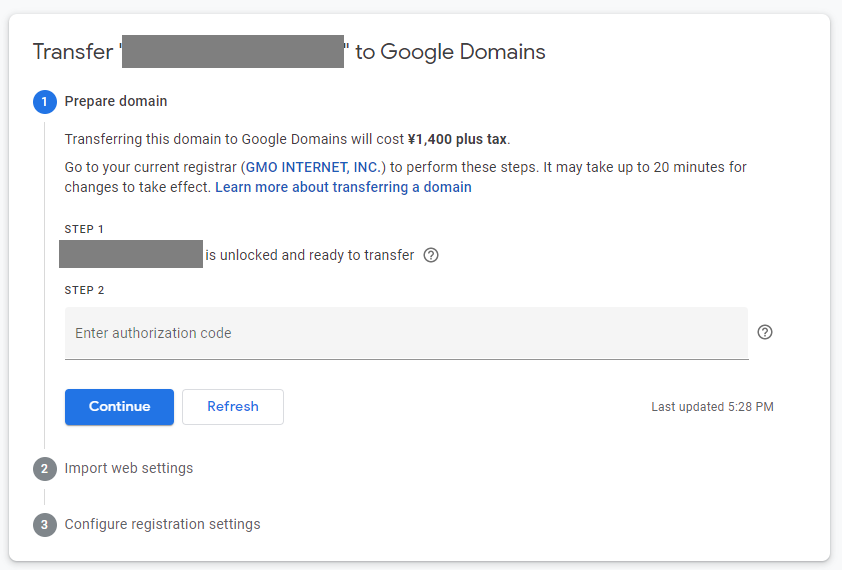 Transfer "" to Google Domains
1 Prepare domain
Transferring this domain to Google Domains will cost ¥1,400 plus tax.
Go to your current registrar (GMO INTERNET, INC.) to perform these steps. It may take up to 20 minutes for
changes to take effect. Learn more about transferring a domain
STEP 1
is unlocked and ready to transfer ?
STEP 2
Enter authorization code ?
Continue Refresh Last updated 5:28 PM
2 Import web settings
3 Configure registration settings